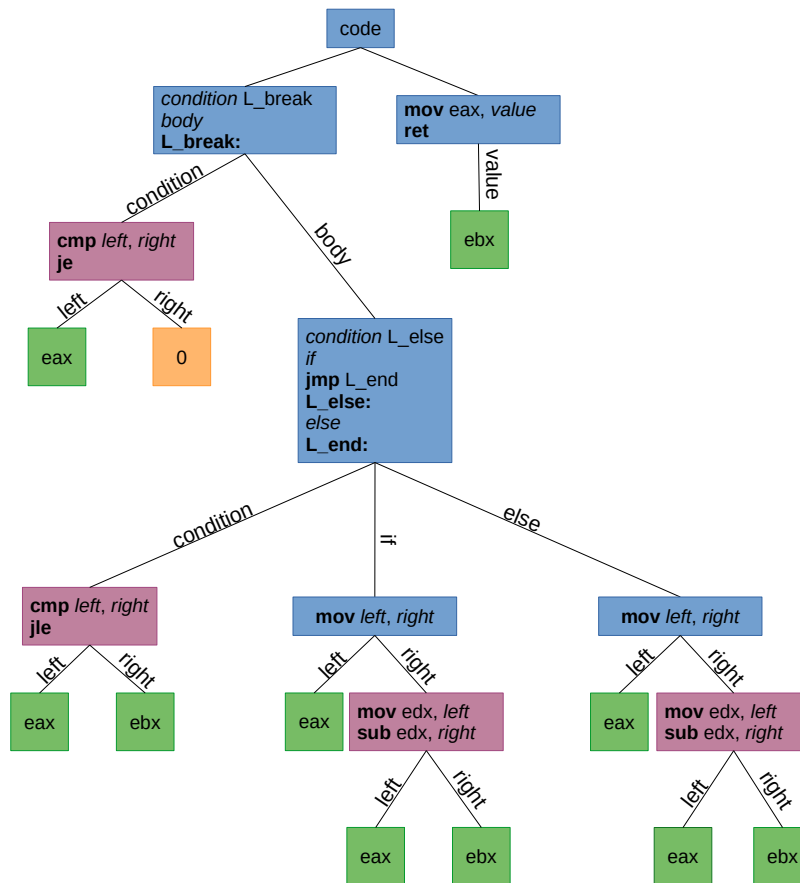 code
condition L_break
body
L_break:
mov eax, value
ret
condition
body
value
cmp left, right
je
ebx
left
right
eax
0
condition L_else
if
jmp L_end
L_else:
else
L_end:
condition
if
else
cmp left, right
jle
mov left, right
mov left, right
left
right
left
right
left
right
eax
ebx
eax
mov edx, left
sub edx, right
eax
mov edx, left
sub edx, right
left
right
left
right
eax
ebx
eax
ebx